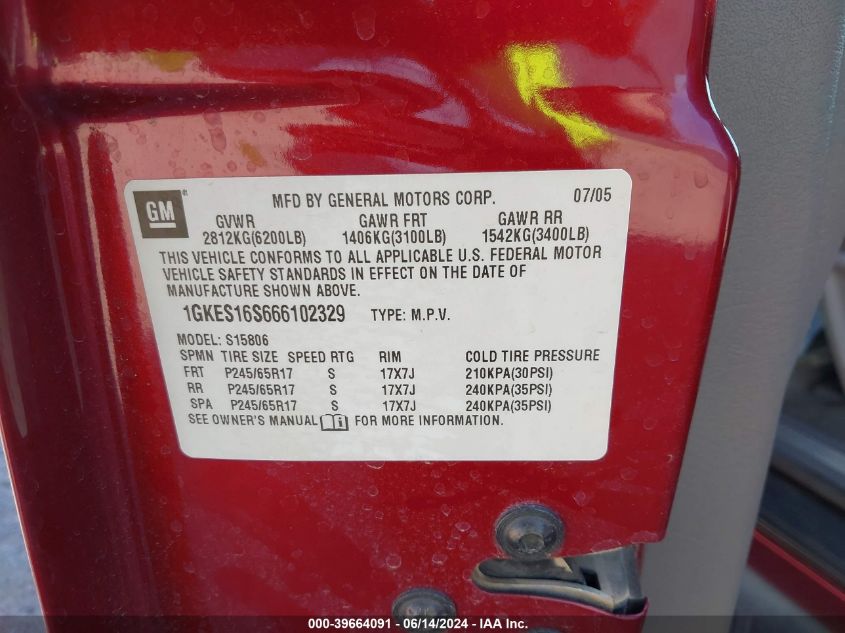 GM ® MFD BY GENERAL MOTORS CORP. 07/05
GVWR GAWR FRT GAWR RR
2812KG(6200LB) 1406KG(3100LB) 1542KG(3400LB)
THIS VEHICLE CONFORMS TO ALL APPLICABLE U.S. FEDERAL MOTOR
VEHICLE SAFETY STANDARDS IN EFFECT ON THE DATE OF
MANUFACTURE SHOWN ABOVE.
1GKES16S666102329 TYPE: M.P.V.
MODEL: S15806
SPMN TIRE SIZE SPEED RTG RIM COLD TIRE PRESSURE
FRT P245/65R17 S 17X7J 210KPA(30PSI)
RR P245/65R17 S 17X7J 240KPA(35PSI)
SPA P245/65R17 S 17X7J 240KPA(35PSI)
SEE OWNER'S MANUAL i FOR MORE INFORMATION.
000-39664091 - 06/14/2024 - IAA Inc.